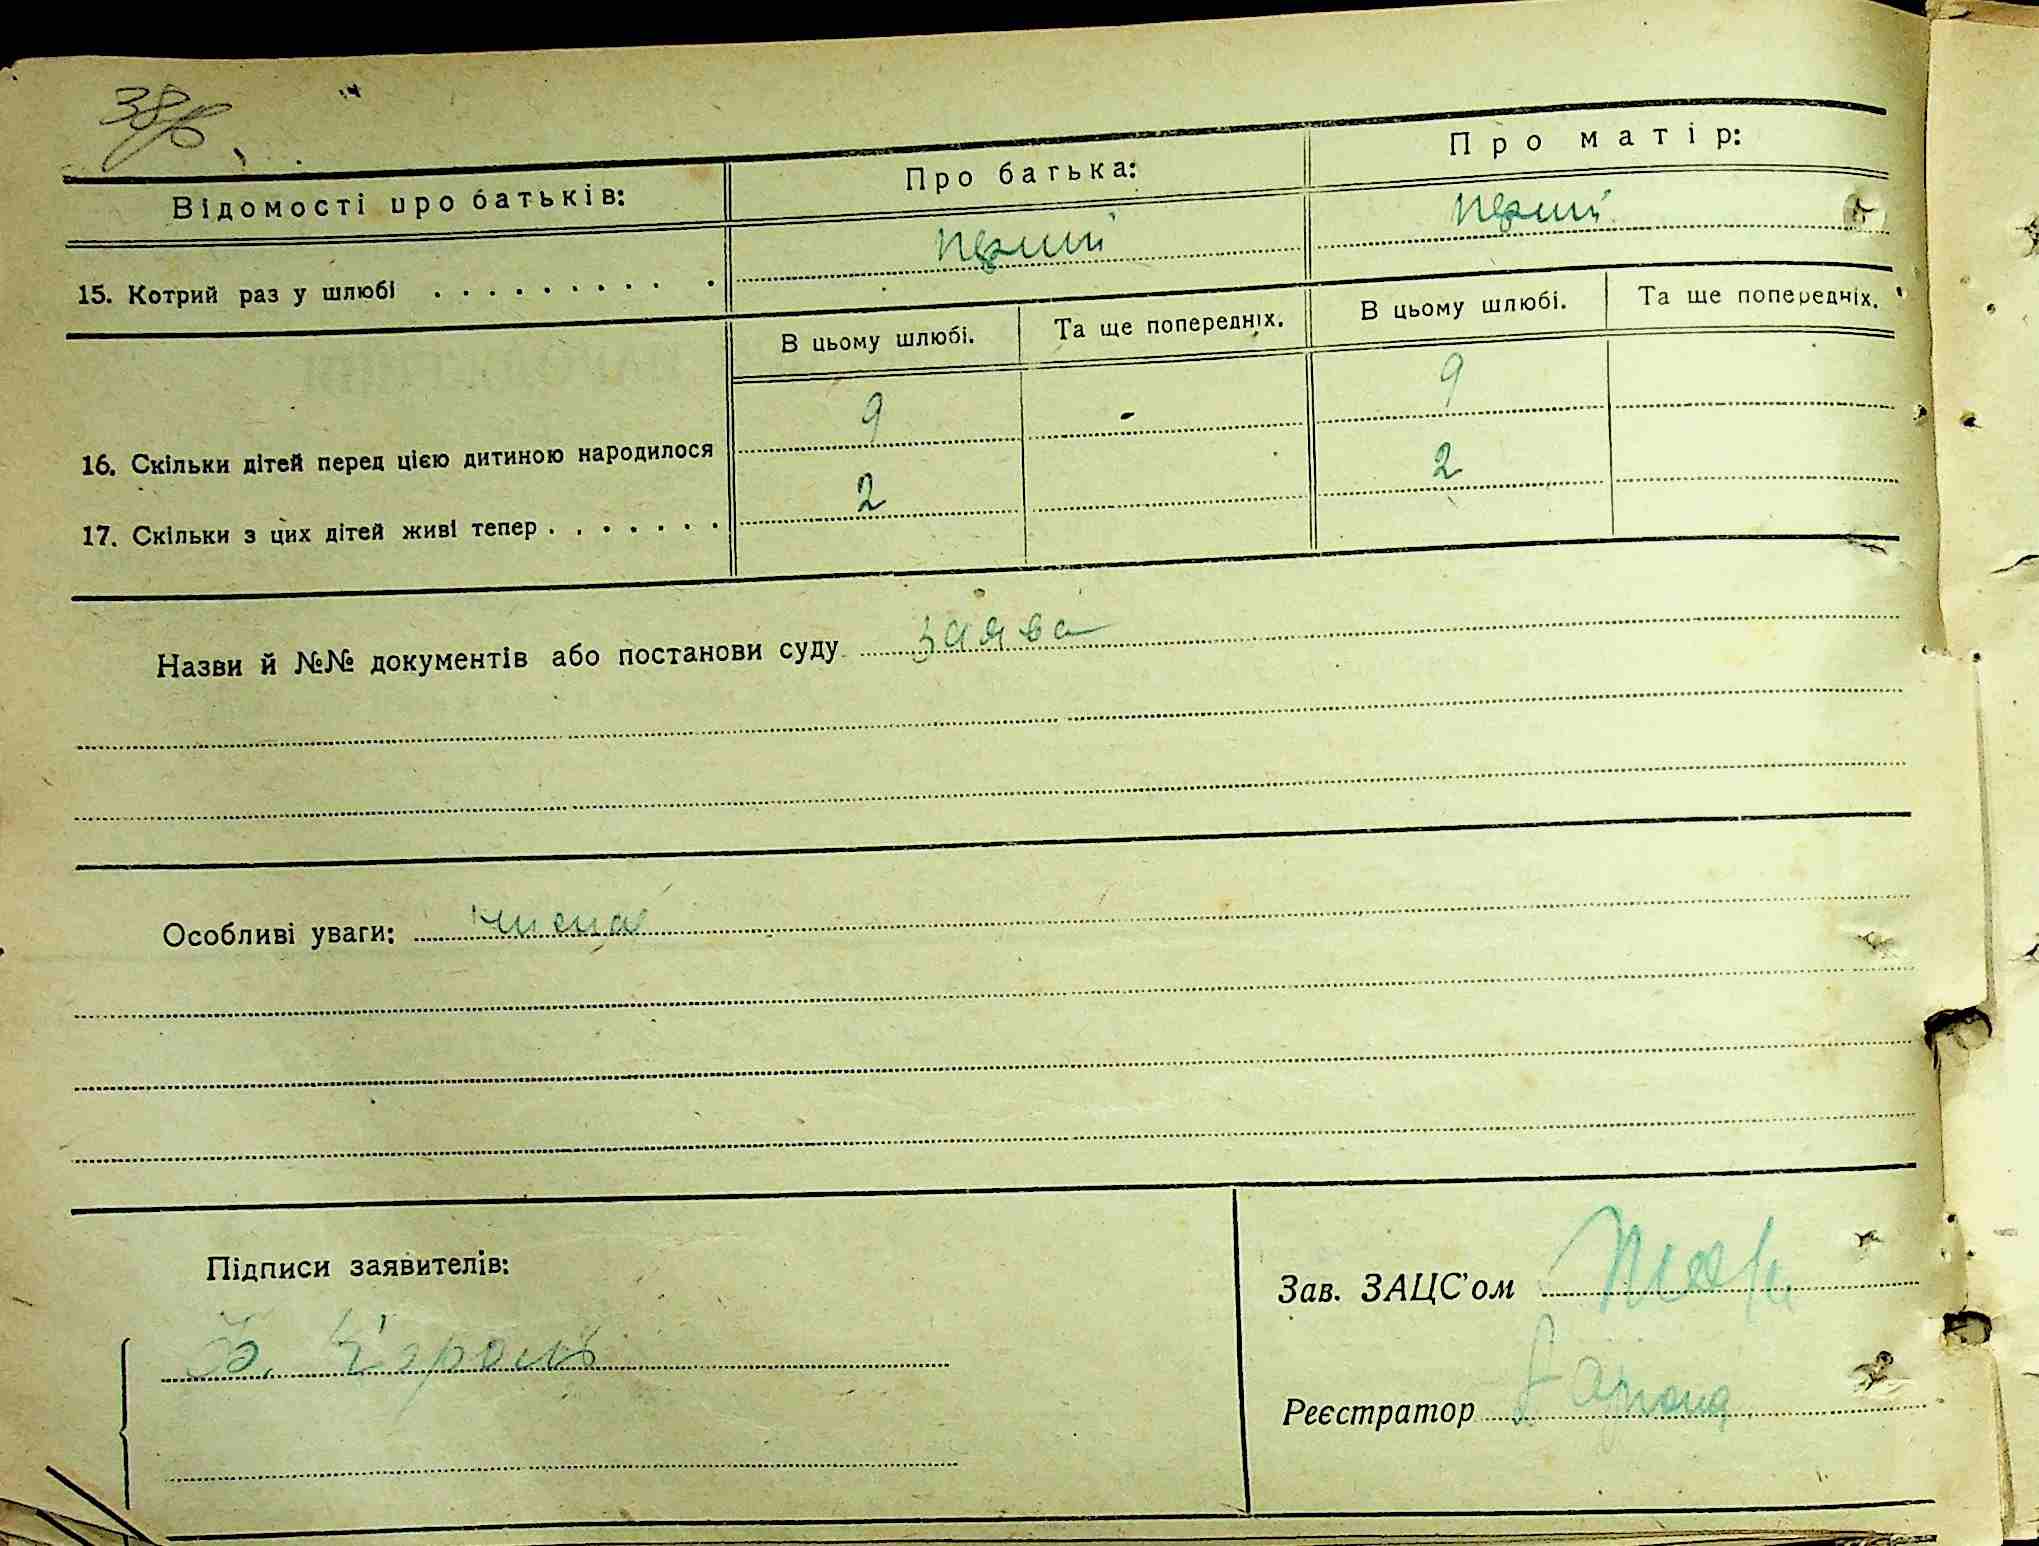 38
Відомості про батьків: Про батька: Про матір:
15. Котрий раз у шлюбі . . . . . . . . . . перший перший
В цьому шлюбі. Та ще попередніх. В цьому шлюбі. Та ще попередніх.
16. Скільки дітей перед цією дитиною народилося 9 - 9
17. Скільки з цих дітей живі тепер . . . . . . . 2 2
Назви й №№ документів або постанови суду заява
Особливі уваги: нема
Підписи заявителів:
Зав. ЗАЦС'ом
Реєстратор